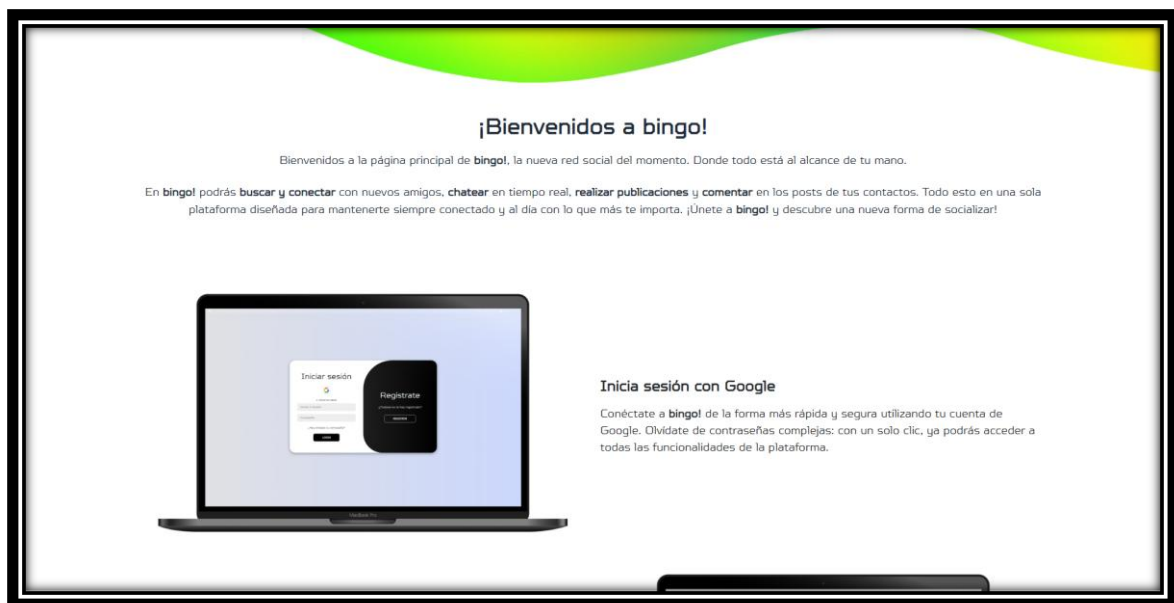 ¡Bienvenidos a bingo!
Bienvenidos a la página principal de bingo!, la nueva red social del momento. Donde todo está al alcance de tu mano.
En bingo! podrás buscar y conectar con nuevos amigos, chatear en tiempo real, realizar publicaciones y comentar en los posts de tus contactos. Todo esto en una sola
plataforma diseñada para mantenerte siempre conectado y al día con lo que más te importa. ¡Únete a bingo! y descubre una nueva forma de socializar!
Iniciar sesión
Registrate
MacBook Pro
Inicia sesión con Google
Conéctate a bingo! de la forma más rápida y segura utilizando tu cuenta de
Google. Olvídate de contraseñas complejas: con un solo clic, ya podrás acceder a
todas las funcionalidades de la plataforma.